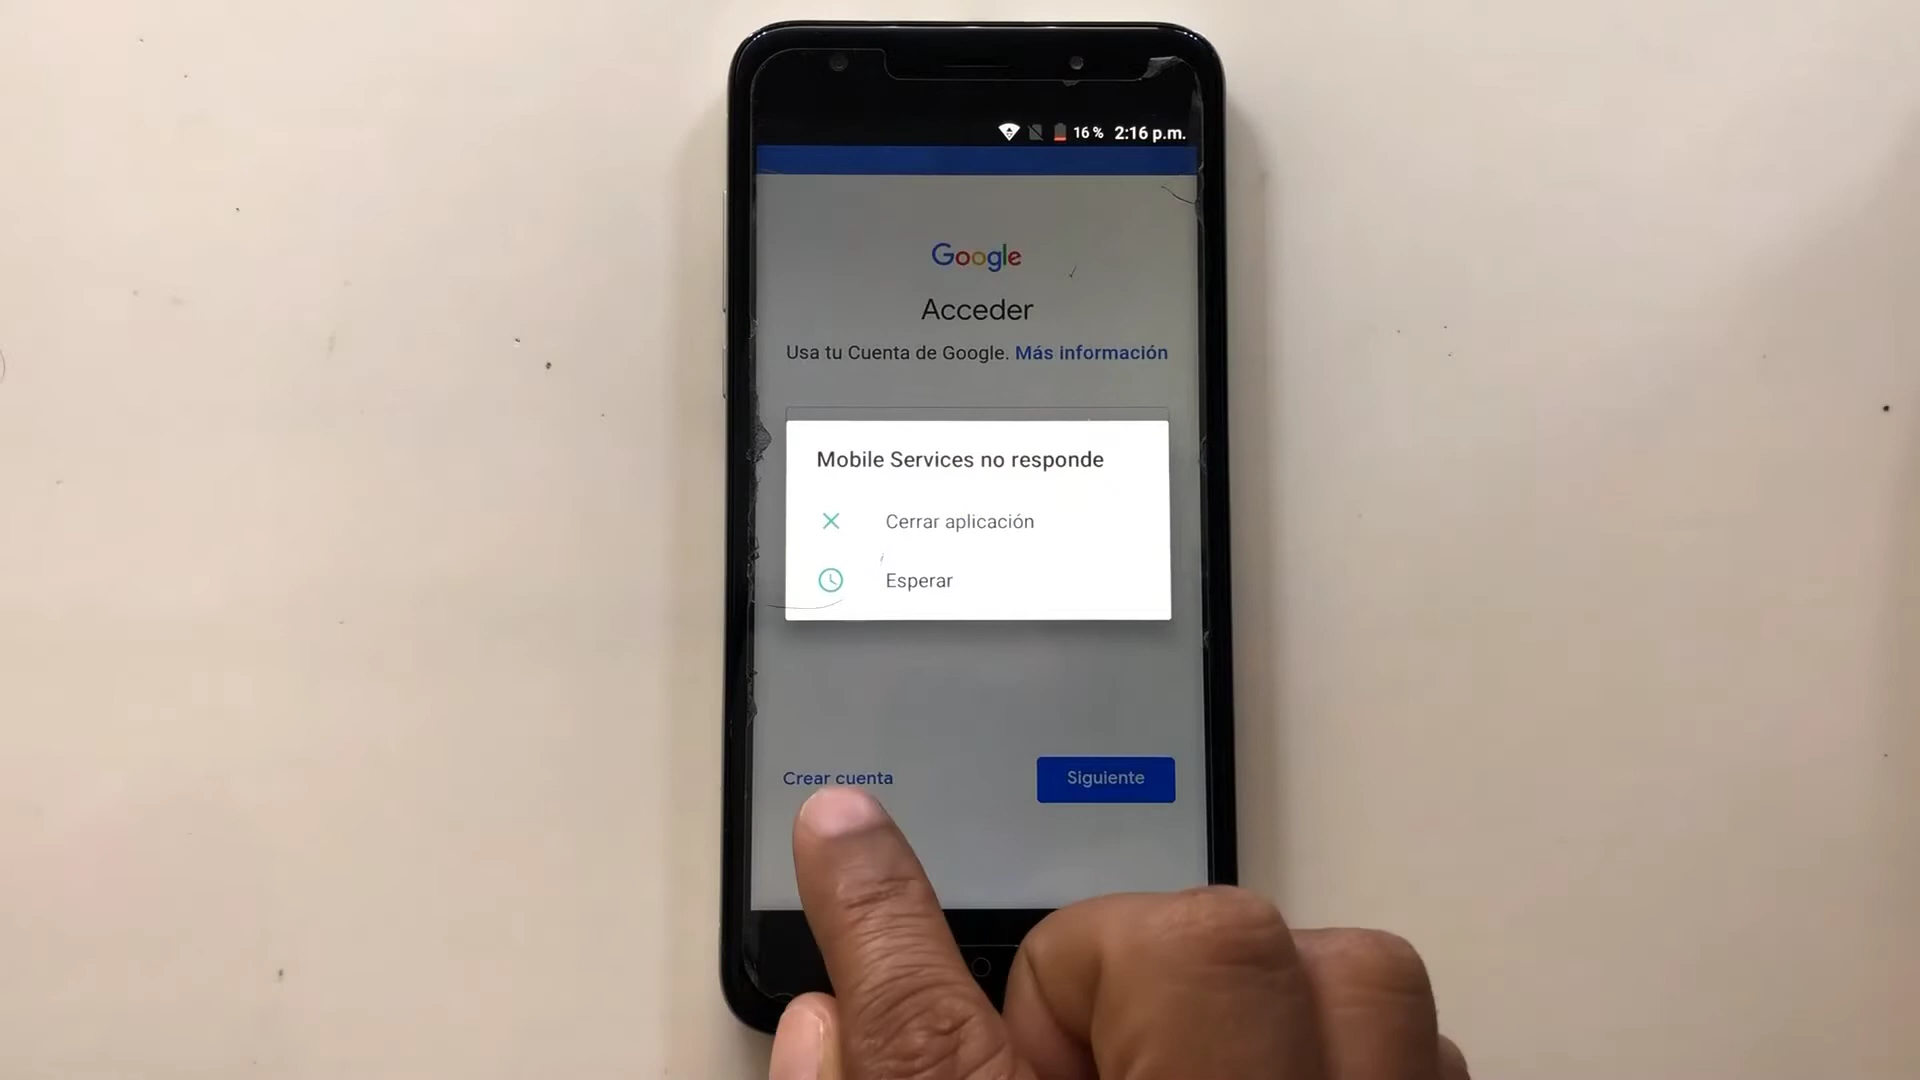 16 % 2:16 p.m.
Google
Acceder
Usa tu Cuenta de Google. Más información
Mobile Services no responde
Cerrar aplicación
Esperar
Crear cuenta
Siguiente